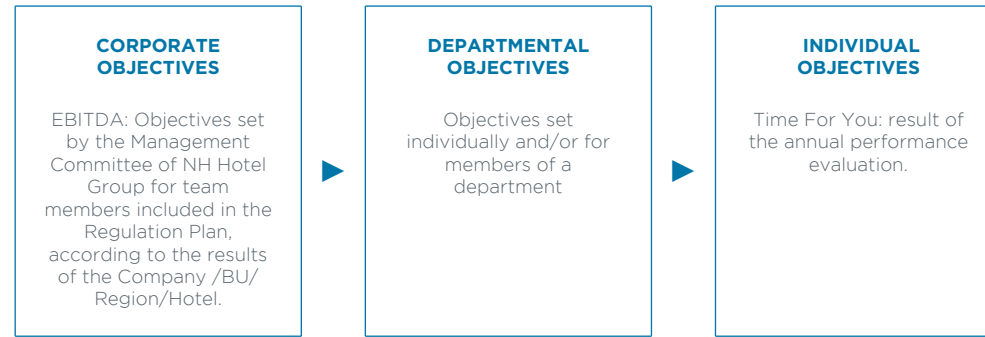 CORPORATE
OBJECTIVES
EBITDA: Objectives set
by the Management
Committee of NH Hotel
Group for team
members included in the
Regulation Plan,
according to the results
of the Company /BU/
Region/Hotel.
DEPARTMENTAL
OBJECTIVES
Objectives set
individually and/or for
members of a
department
INDIVIDUAL
OBJECTIVES
Time For You: result of
the annual performance
evaluation.